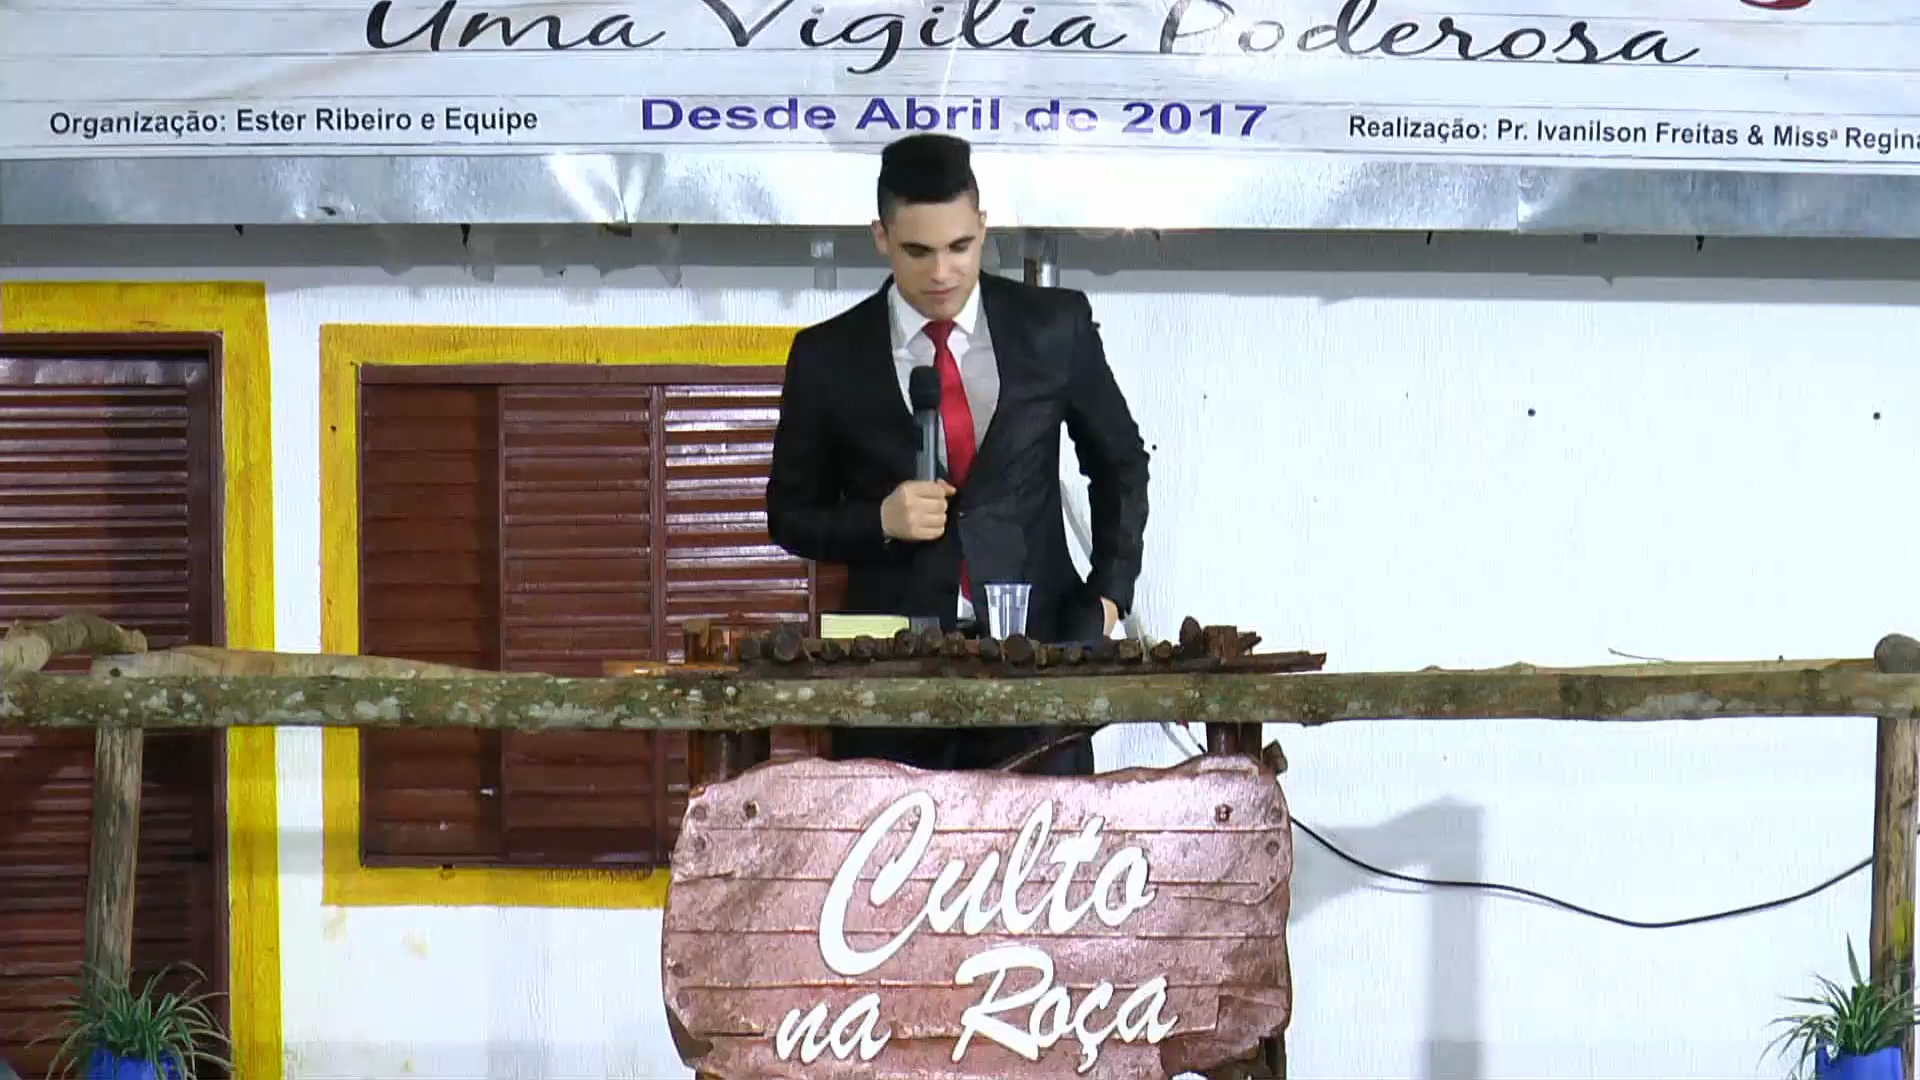 Uma Vigília Poderosa
Organização: Ester Ribeiro e Equipe
Desde Abril de 2017
Realização: Pr. Ivanilson Freitas & Missª Regina
Culto
na Roça